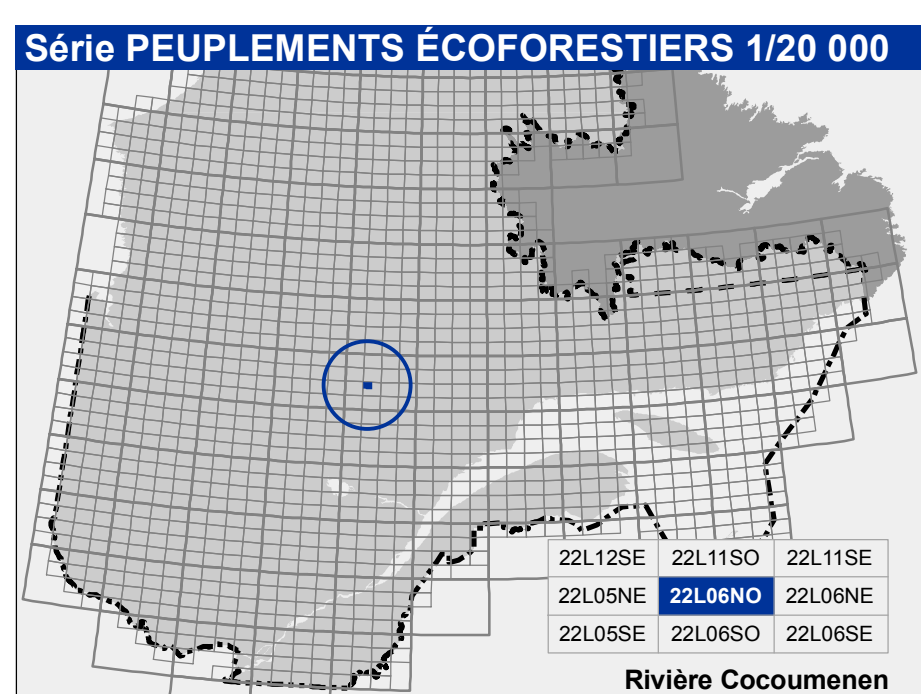 Série PEUPLEMENTS ÉCOFORESTIERS 1/20 000
22L12SE 22L11SO 22L11SE
22L05NE 22L06NO 22L06NE
22L05SE 22L06SO 22L06SE
Rivière Cocoumenen